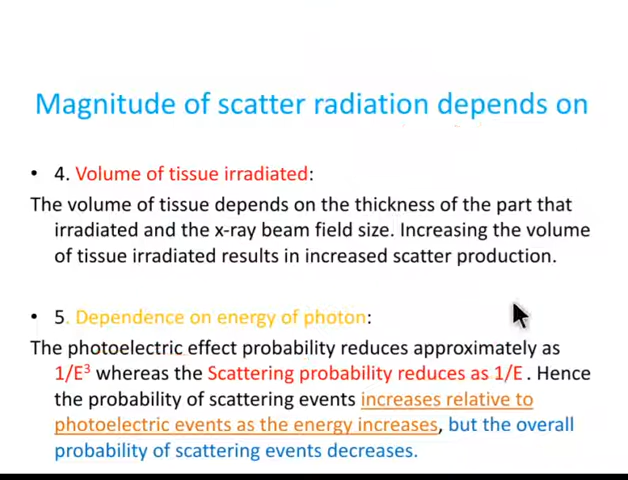 Magnitude of scatter radiation depends on
• 4. Volume of tissue irradiated:
The volume of tissue depends on the thickness of the part that
irradiated and the x-ray beam field size. Increasing the volume
of tissue irradiated results in increased scatter production.
• 5. Dependence on energy of photon:
The photoelectric effect probability reduces approximately as
1/E³ whereas the Scattering probability reduces as 1/E . Hence
the probability of scattering events increases relative to
photoelectric events as the energy increases, but the overall
probability of scattering events decreases.